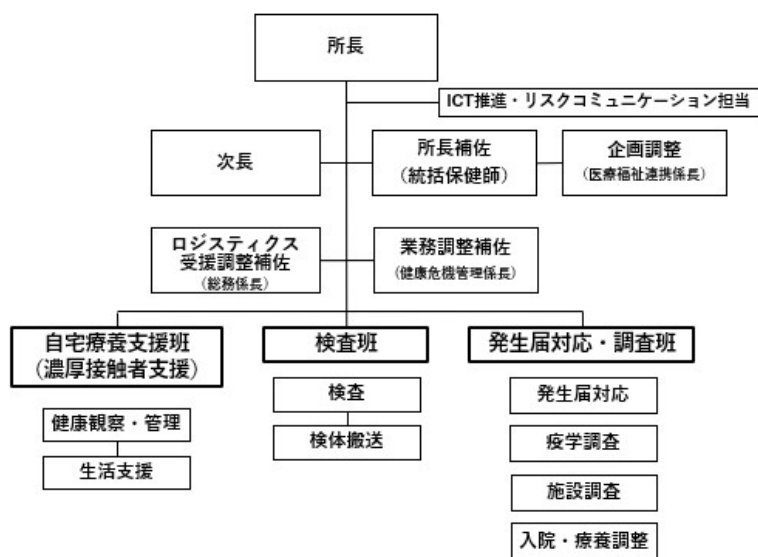 所長
ICT推進・リスクコミュニケーション担当
次長
所長補佐
(統括保健師)
企画調整
(医療福祉連携係長)
ロジスティクス
受援調整補佐
(総務係長)
業務調整補佐
(健康危機管理係長)
自宅療養支援班
(濃厚接触者支援)
検査班
発生届対応・調査班
健康観察・管理
生活支援
検査
検体搬送
発生届対応
疫学調査
施設調査
入院・療養調整